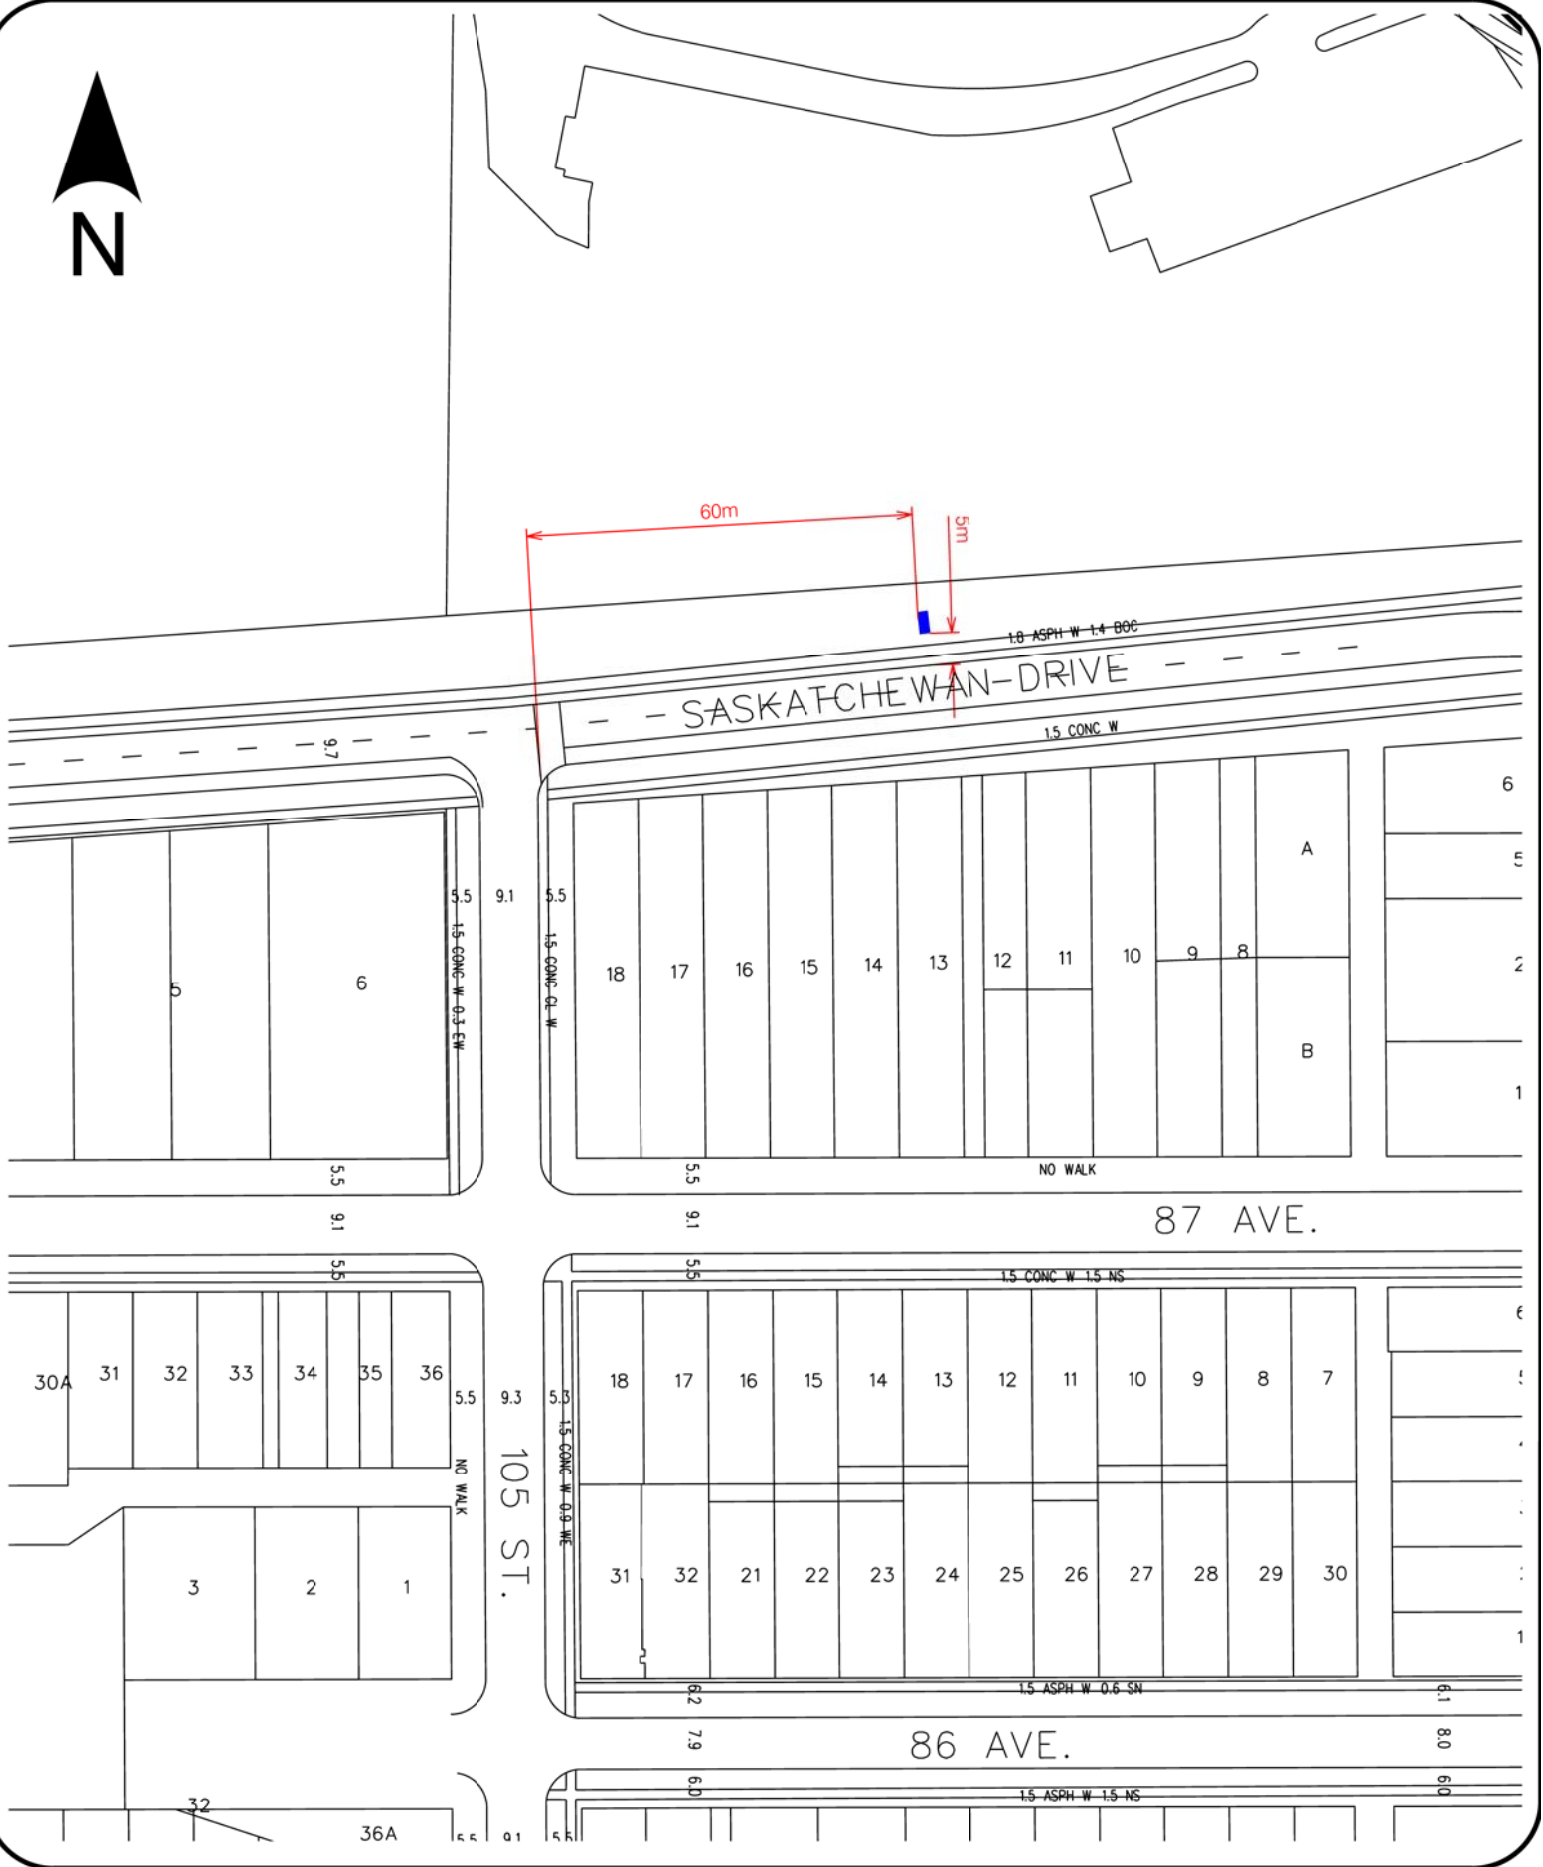 N
60m
5m
1.8 ASPH W 1.4 BOC
SASKATCHEWAN DRIVE
1.5 CONC W
9.7
6
A
5
5.5 9.1 5.5
1.5 CONC W 0.3 EW
1.5 CONC CL W
5
6
18 17 16 15 14 13 12 11 10 9 8
2
B
1
5.5
5.5
NO WALK
9.1
9.1
87 AVE.
5.5
5.5
1.5 CONC W 1.5 NS
6
30A 31 32 33 34 35 36
5.5 9.3 5.3
18 17 16 15 14 13 12 11 10 9 8 7
NO WALK
105 ST.
1.5 CONC W 0.9 WE
3 2 1
31 32 21 22 23 24 25 26 27 28 29 30
1
6.2
1.5 ASPH W 0.6 SN
6.1
7.9
86 AVE.
8.0
6.0
1.5 ASPH W 1.5 NS
6.0
32
36A
5.5 9.1 5.5